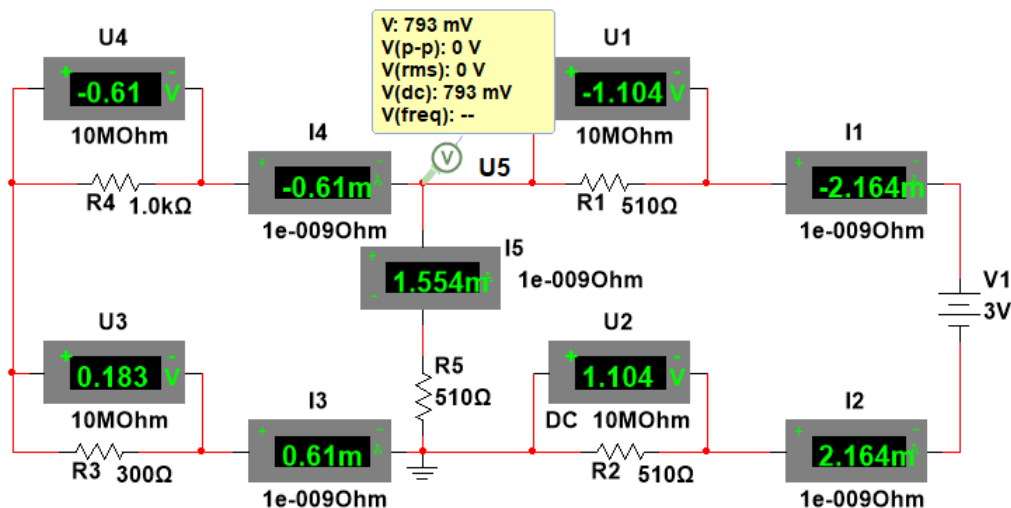 U4
V: 793 mV
V(p-p): 0 V
V(rms): 0 V
V(dc): 793 mV
V(freq): --
U1
+ -
-0.61 V
10MOhm
+ -
-1.104 V
10MOhm
I4
I1
V
U5
R4 1.0kΩ
+ -
-0.61m A
1e-009Ohm
R1 510Ω
+ -
-2.164m A
1e-009Ohm
I5
+
-
1.554m A
1e-009Ohm
V1
3V
U3
U2
+ -
0.183 V
10MOhm
R5
510Ω
+ -
1.104 V
DC 10MOhm
I3
I2
R3 300Ω
+ -
0.61m A
1e-009Ohm
R2 510Ω
+ -
2.164m A
1e-009Ohm